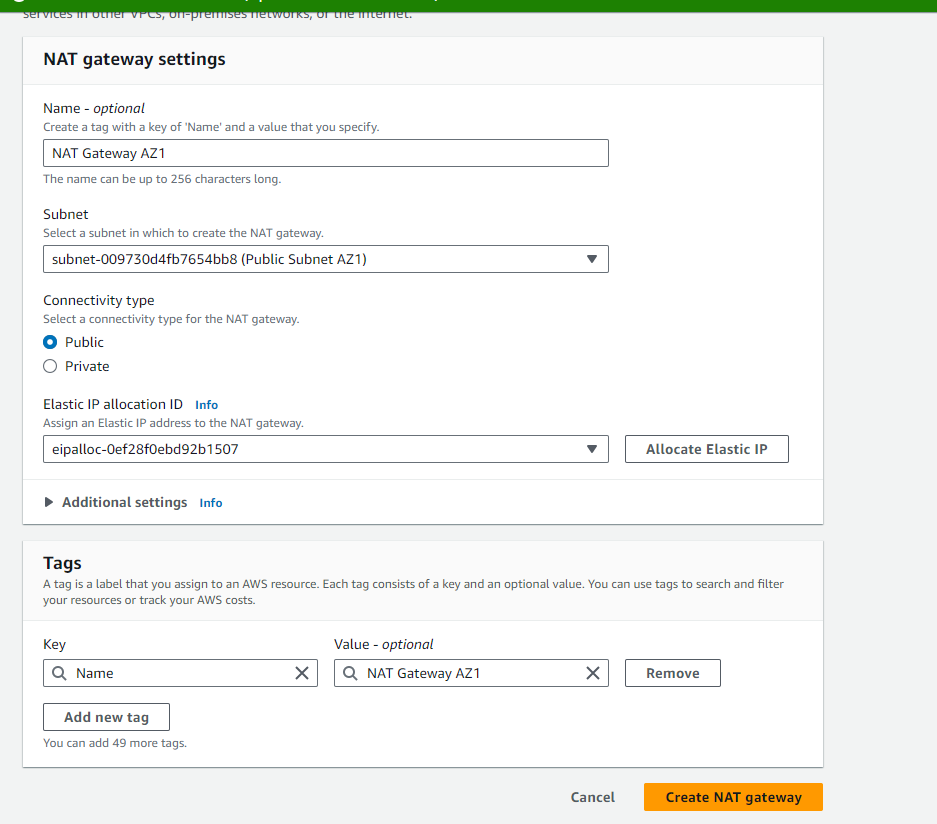 services in other VPCs, on-premises networks, or the internet.
NAT gateway settings
Name - optional
Create a tag with a key of 'Name' and a value that you specify.
NAT Gateway AZ1
The name can be up to 256 characters long.
Subnet
Select a subnet in which to create the NAT gateway.
subnet-009730d4fb7654bb8 (Public Subnet AZ1)
Connectivity type
Select a connectivity type for the NAT gateway.
Public
Private
Elastic IP allocation ID Info
Assign an Elastic IP address to the NAT gateway.
eipalloc-0ef28f0ebd92b1507 Allocate Elastic IP
Additional settings Info
Tags
A tag is a label that you assign to an AWS resource. Each tag consists of a key and an optional value. You can use tags to search and filter
your resources or track your AWS costs.
Key Value - optional
Name NAT Gateway AZ1 Remove
Add new tag
You can add 49 more tags.
Cancel Create NAT gateway